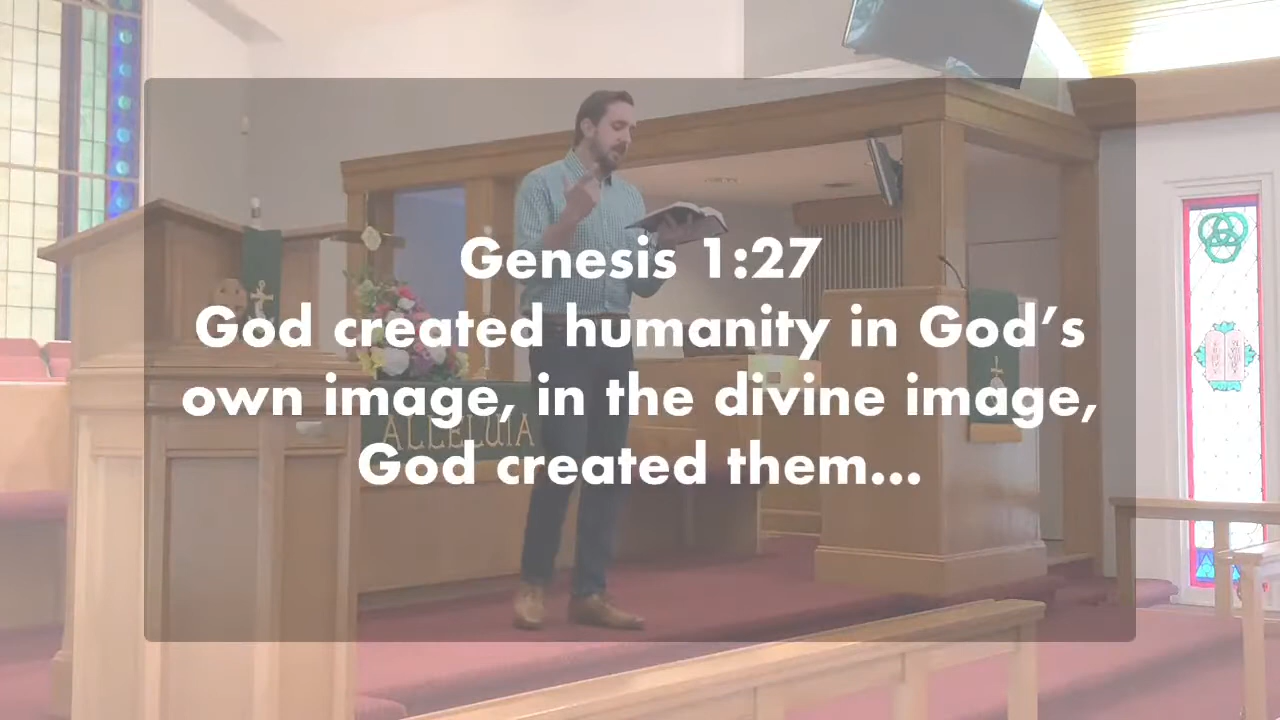 Genesis 1:27
God created humanity in God’s
own image, in the divine image,
God created them...
ALLELUIA